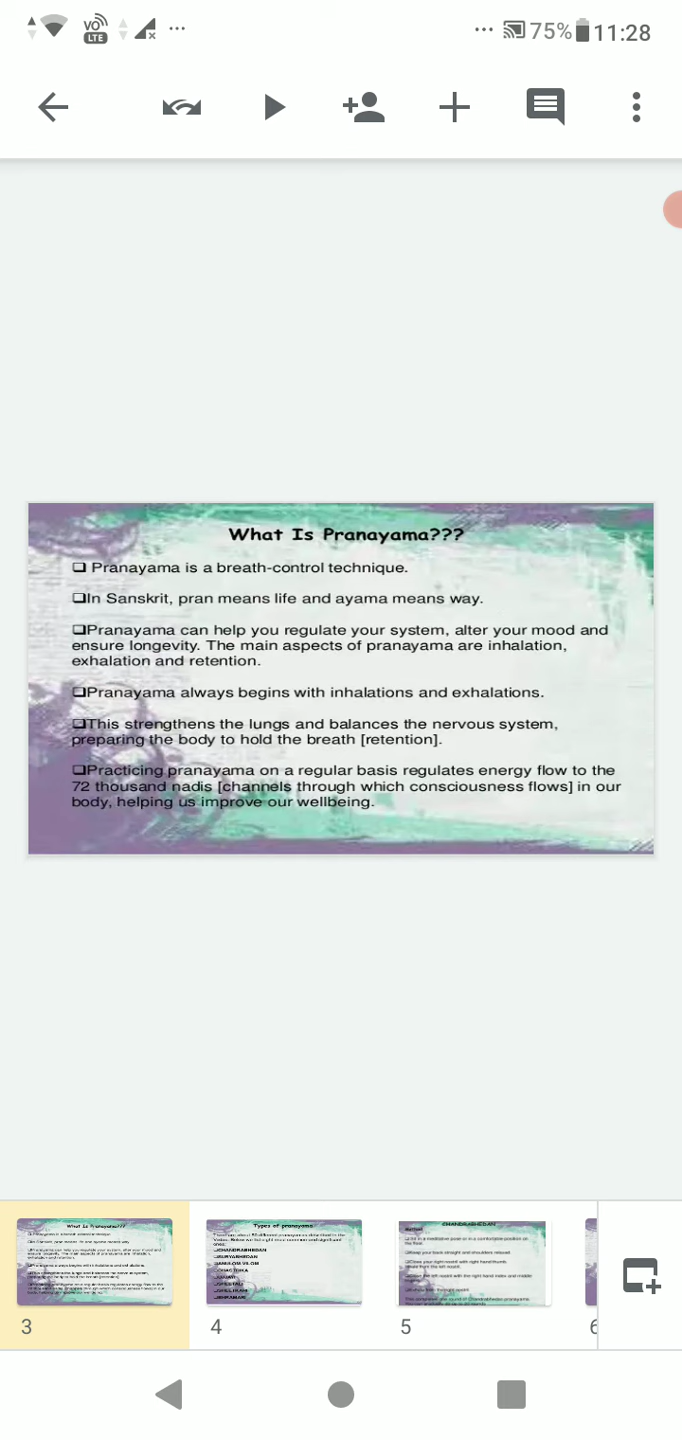 VO
LTE
75% 11:28
What Is Pranayama???
❑ Pranayama is a breath-control technique.
❑In Sanskrit, pran means life and ayama means way.
❑Pranayama can help you regulate your system, alter your mood and
ensure longevity. The main aspects of pranayama are inhalation,
exhalation and retention.
❑Pranayama always begins with inhalations and exhalations.
❑This strengthens the lungs and balances the nervous system,
preparing the body to hold the breath [retention].
❑Practicing pranayama on a regular basis regulates energy flow to the
72 thousand nadis [channels through which consciousness flows] in our
body, helping us improve our wellbeing.
What Is Pranayama???
Types of pranayama
CHANDRABHEDAN
3
4
5
6